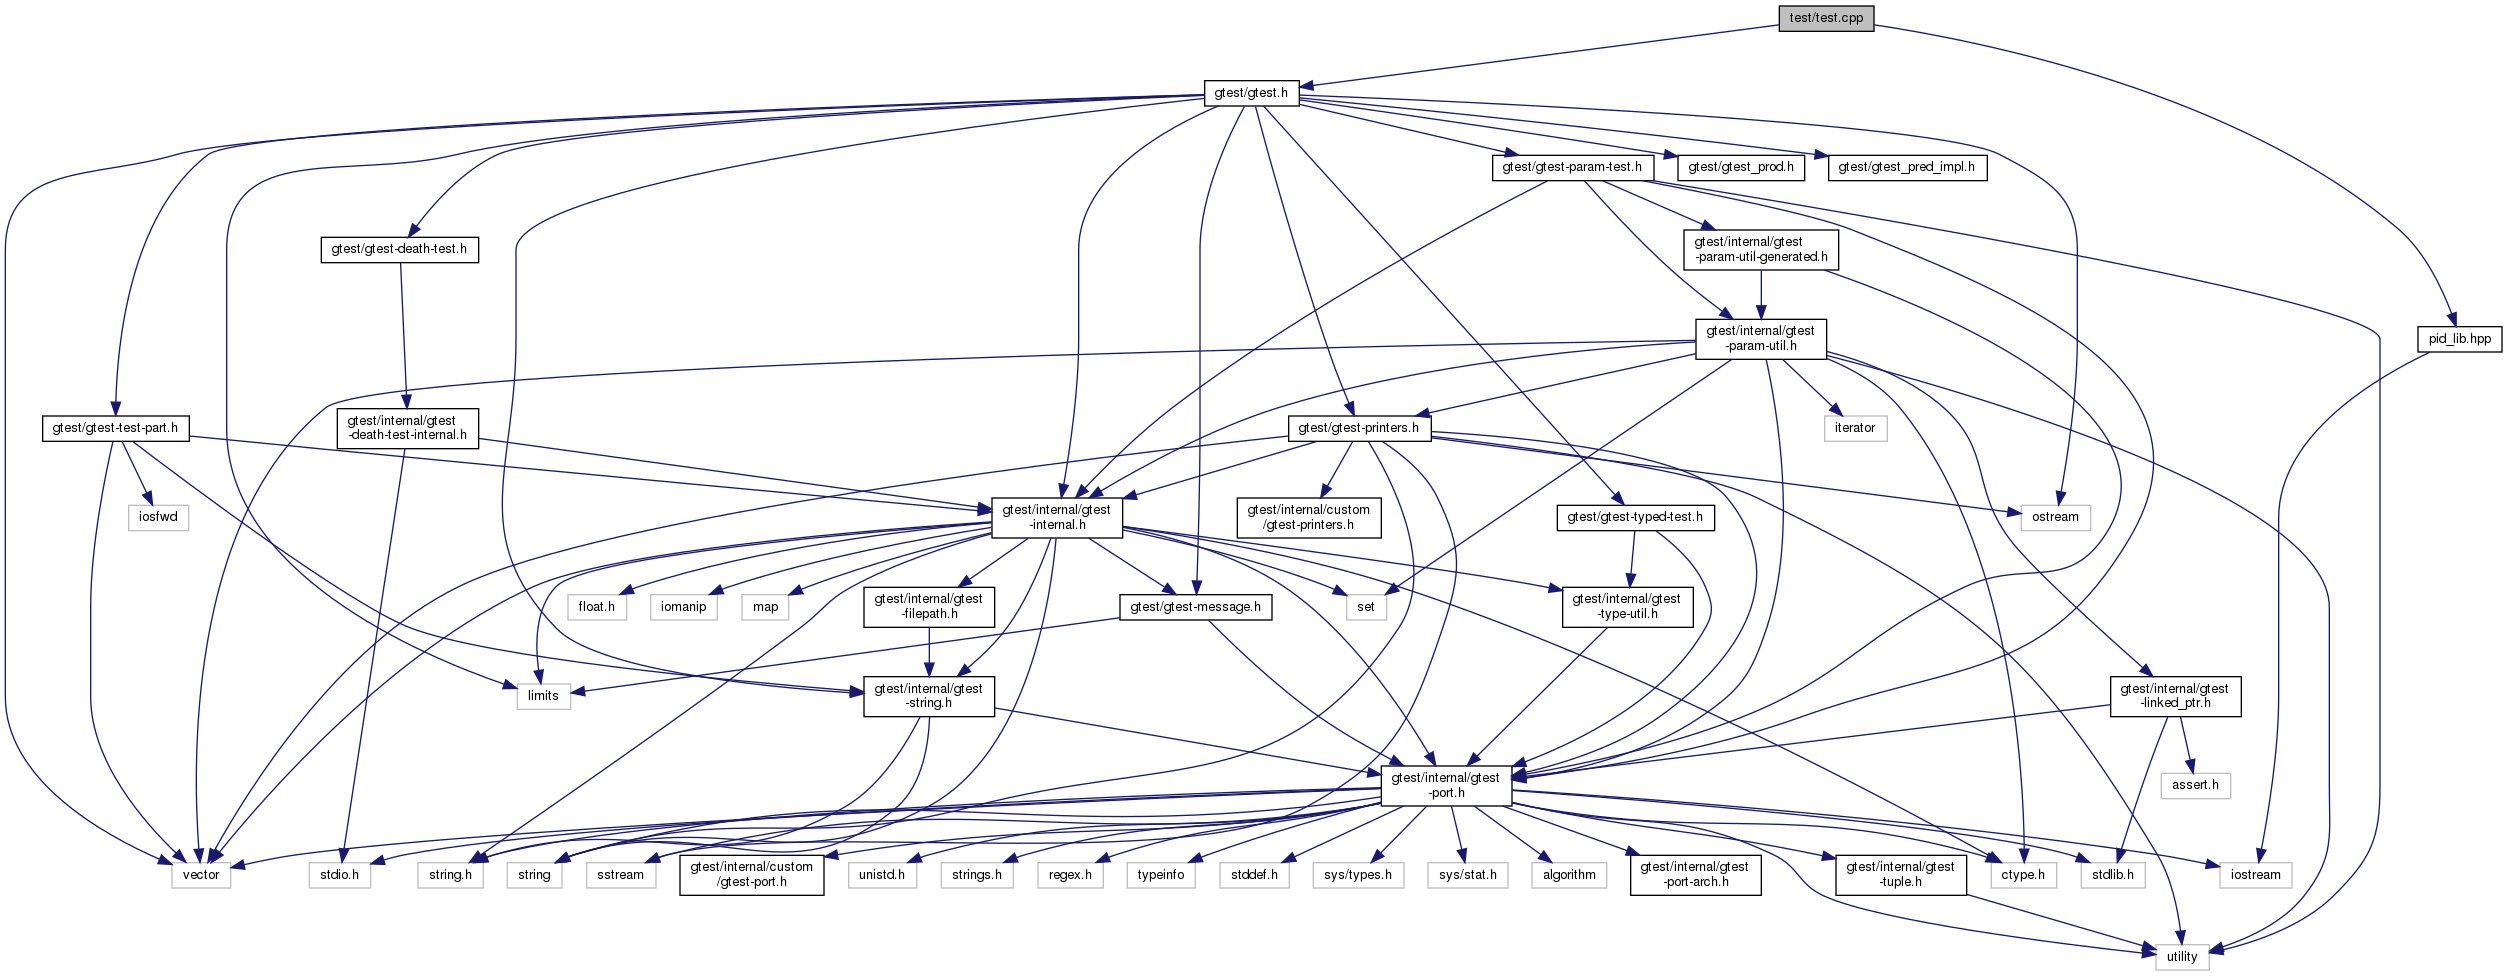 test/test.cpp
gtest/gtest.h
gtest/gtest-param-test.h
gtest/gtest_prod.h
gtest/gtest_pred_impl.h
gtest/gtest-death-test.h
gtest/internal/gtest
-param-util-generated.h
gtest/internal/gtest
-param-util.h
pid_lib.hpp
gtest/gtest-test-part.h
gtest/internal/gtest
-death-test-internal.h
gtest/gtest-printers.h
iterator
iosfwd
gtest/internal/gtest
-internal.h
gtest/internal/custom
/gtest-printers.h
gtest/gtest-typed-test.h
ostream
float.h
iomanip
map
gtest/internal/gtest
-filepath.h
gtest/gtest-message.h
set
gtest/internal/gtest
-type-util.h
limits
gtest/internal/gtest
-string.h
gtest/internal/gtest
-linked_ptr.h
gtest/internal/gtest
-port.h
assert.h
vector
stdio.h
string.h
string
sstream
gtest/internal/custom
/gtest-port.h
unistd.h
strings.h
regex.h
typeinfo
stddef.h
sys/types.h
sys/stat.h
algorithm
gtest/internal/gtest
-port-arch.h
gtest/internal/gtest
-tuple.h
ctype.h
stdlib.h
iostream
utility